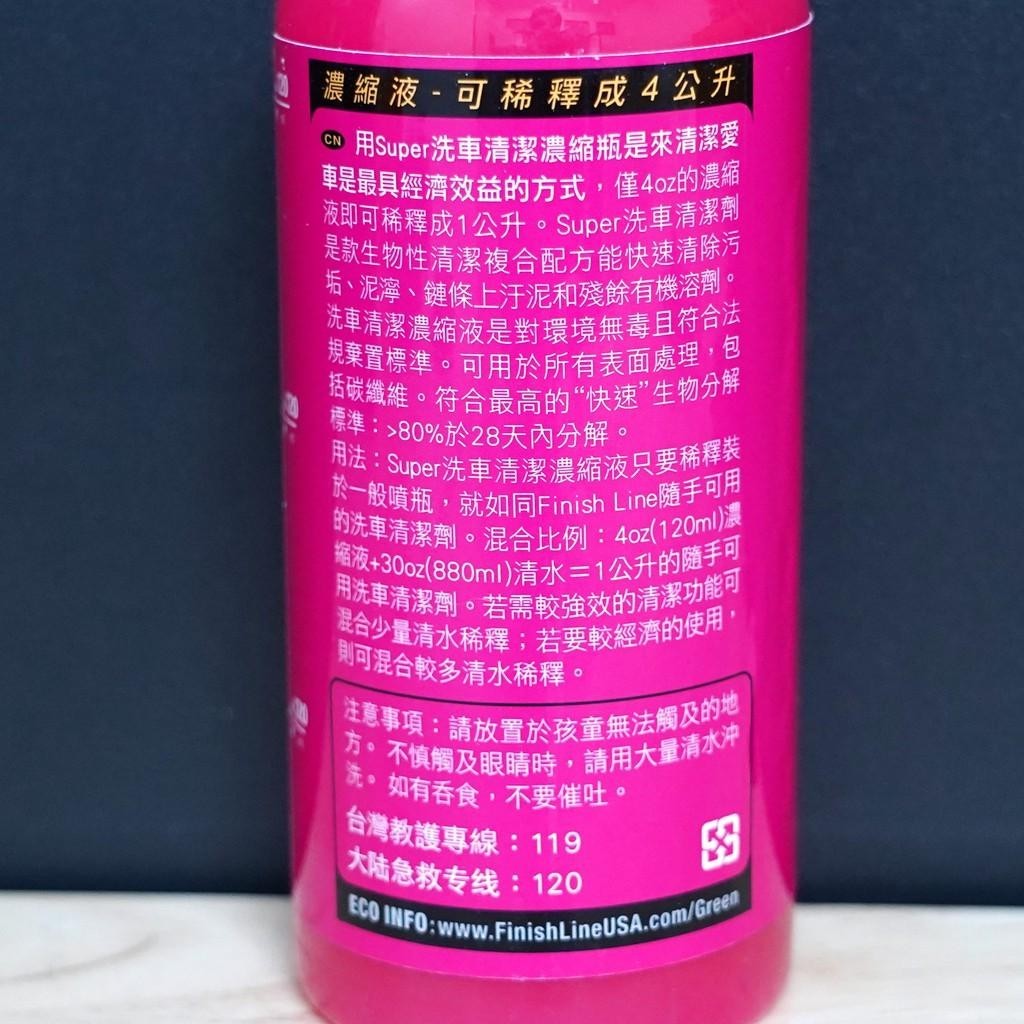 濃縮液-可稀釋成4公升
CN 用Super洗車清潔濃縮瓶是來清潔愛
車是最具經濟效益的方式，僅4oz的濃縮
液即可稀釋成1公升。Super洗車清潔劑
是款生物性清潔複合配方能快速清除污
垢、泥濘、鏈條上汙泥和殘餘有機溶劑。
洗車清潔濃縮液是對環境無毒且符合法
規棄置標準。可用於所有表面處理，包
括碳纖維。符合最高的“快速”生物分解
標準：>80%於28天內分解。
用法：Super洗車清潔濃縮液只要稀釋裝
於一般噴瓶，就如同Finish Line隨手可用
的洗車清潔劑。混合比例：4oz(120ml)濃
縮液+30oz(880ml)清水＝1公升的隨手可
用洗車清潔劑。若需較強效的清潔功能可
混合少量清水稀釋；若要較經濟的使用，
則可混合較多清水稀釋。
注意事項：請放置於孩童無法觸及的地
方。不慎觸及眼睛時，請用大量清水沖
洗。如有吞食，不要催吐。
台灣教護專線：119
大陆急救专线：120
ECO INFO:www.FinishLineUSA.com/Green